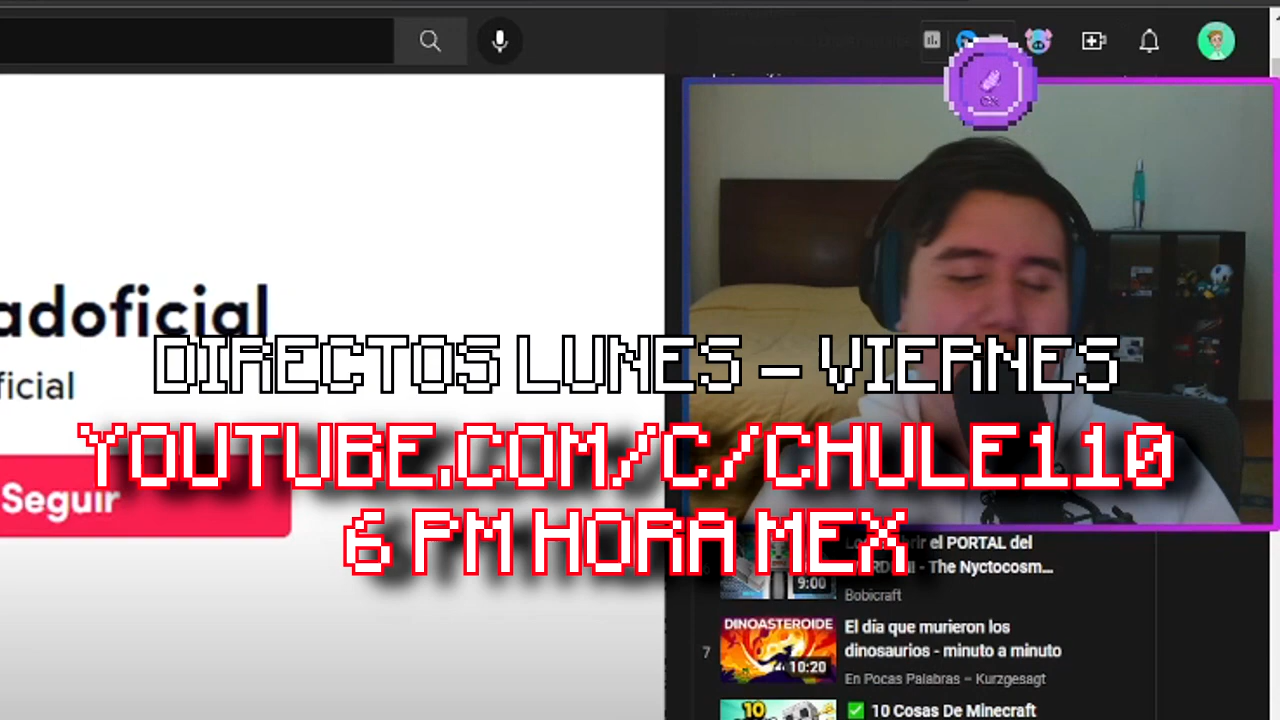 adoficial
ficial
Seguir
DIRECTOS LUNES - VIERNES
YOUTUBE.COM/C/CHULE110
6 PM HORA MEX
el PORTAL del
- The Nyctocosm...
9:00
Bobicraft
7
DINOASTEROIDE
10:20
El día que murieron los
dinosaurios - minuto a minuto
En Pocas Palabras – Kurzgesagt
10
✅ 10 Cosas De Minecraft